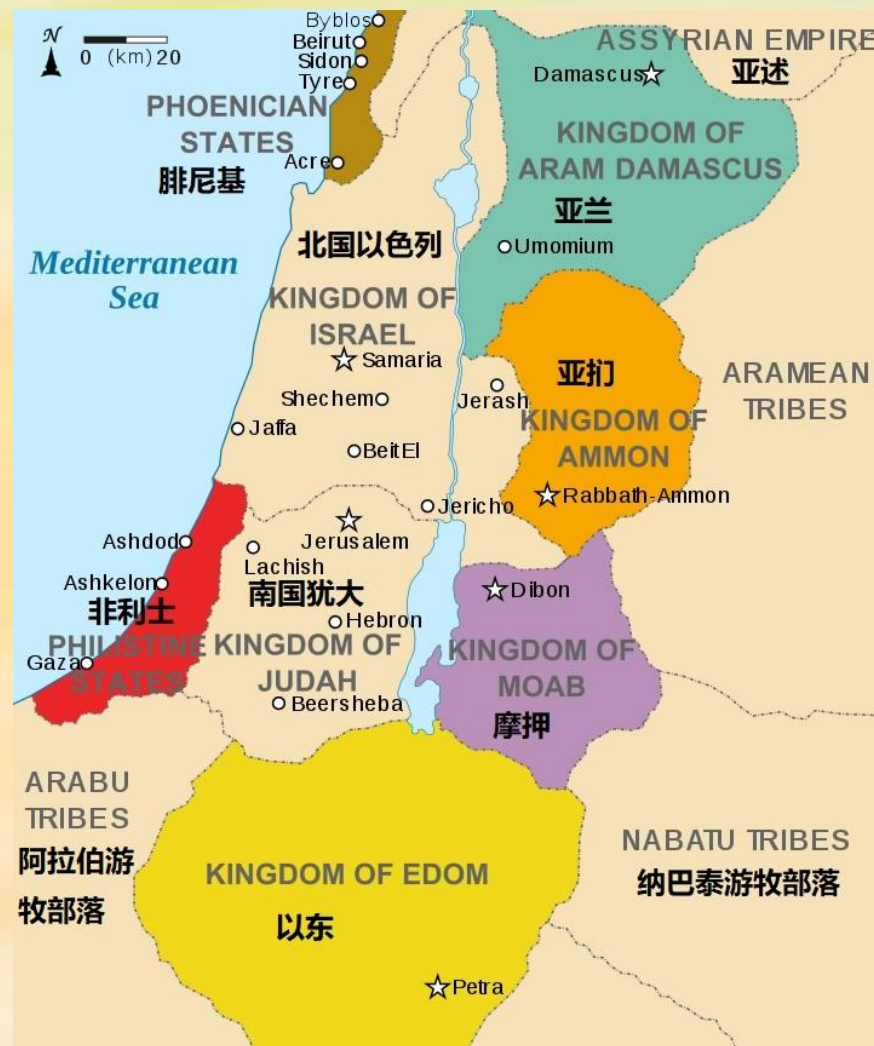 N
0 (km) 20
Byblos
Beirut
Sidon
Tyre
PHOENICIAN
STATES
Acre
腓尼基
ASSYRIAN EMPIRE
亚述
Damascus
KINGDOM OF
ARAM DAMASCUS
亚兰
Umomium
Mediterranean
Sea
北国以色列
KINGDOM OF
ISRAEL
Samaria
Shechem
Jaffa
BeitEl
Jerash
亚扪
KINGDOM OF
AMMON
Rabbath-Ammon
ARAMEAN
TRIBES
Jericho
Jerusalem
Ashdod
Lachish
Ashkelon
非利士
PHILISTINE
STATES
Gaza
南国犹大
Hebron
KINGDOM OF
JUDAH
Beersheba
Dibon
KINGDOM OF
MOAB
摩押
ARABU
TRIBES
阿拉伯游
牧部落
KINGDOM OF EDOM
以东
Petra
NABATU TRIBES
纳巴泰游牧部落